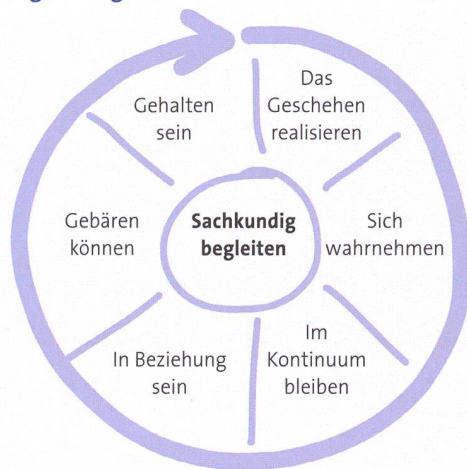 Das
Geschehen
realisieren
Sich
wahrnehmen
Im
Kontinuum
bleiben
In Beziehung
sein
Gebären
können
Gehalten
sein
Sachkundig
begleiten